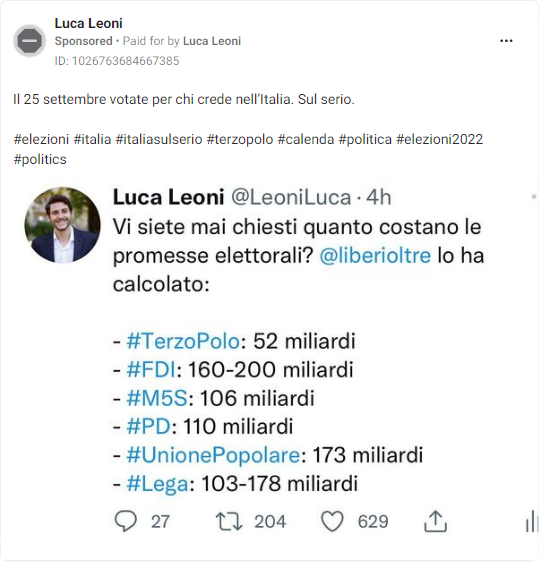 Luca Leoni
Sponsored • Paid for by Luca Leoni
ID: 1026763684667385
Il 25 settembre votate per chi crede nell'Italia. Sul serio.
#elezioni #italia #italiasulserio #terzopolo #calenda #politica #elezioni2022
#politics
Luca Leoni @LeoniLuca · 4h
Vi siete mai chiesti quanto costano le
promesse elettorali? @liberioltre lo ha
calcolato:
- #TerzoPolo: 52 miliardi
- #FDI: 160-200 miliardi
- #M5S: 106 miliardi
- #PD: 110 miliardi
- #UnionePopolare: 173 miliardi
- #Lega: 103-178 miliardi
27 204 629